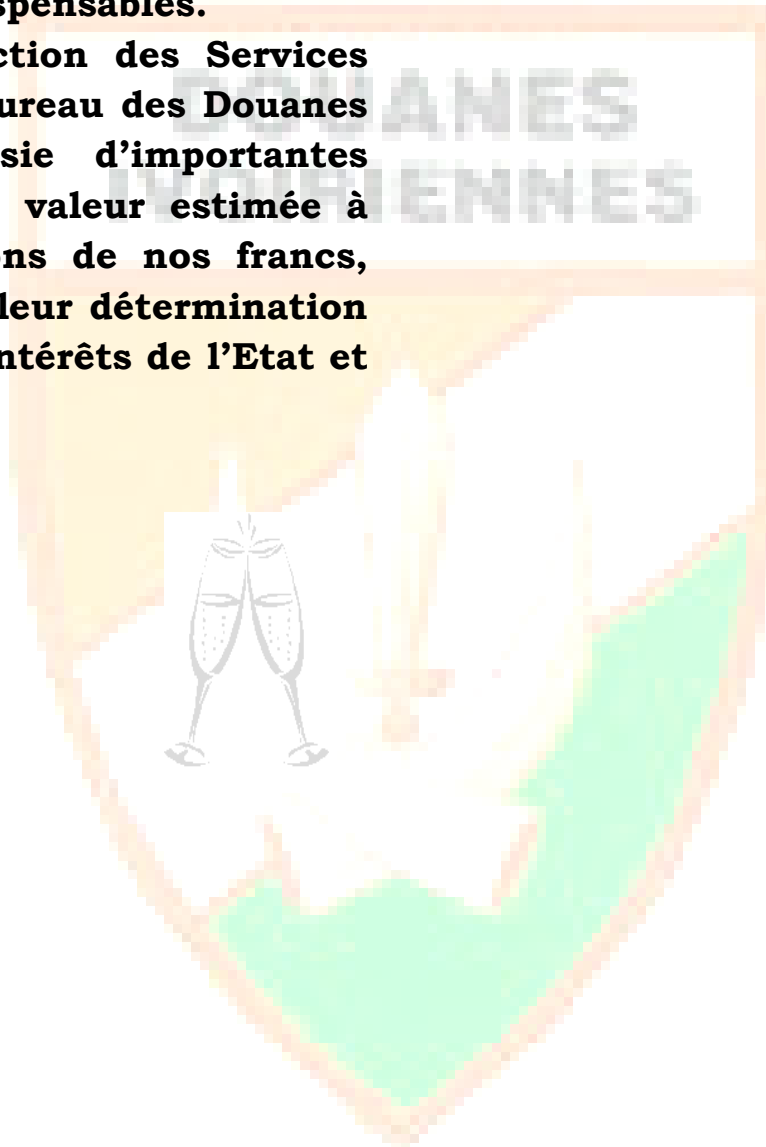 spensables.
ction des Services
ureau des Douanes
sie d'importantes
valeur estimée à
ns de nos francs,
leur détermination
ntérêts de l'Etat et
DOUANES
IVOIRIENNES